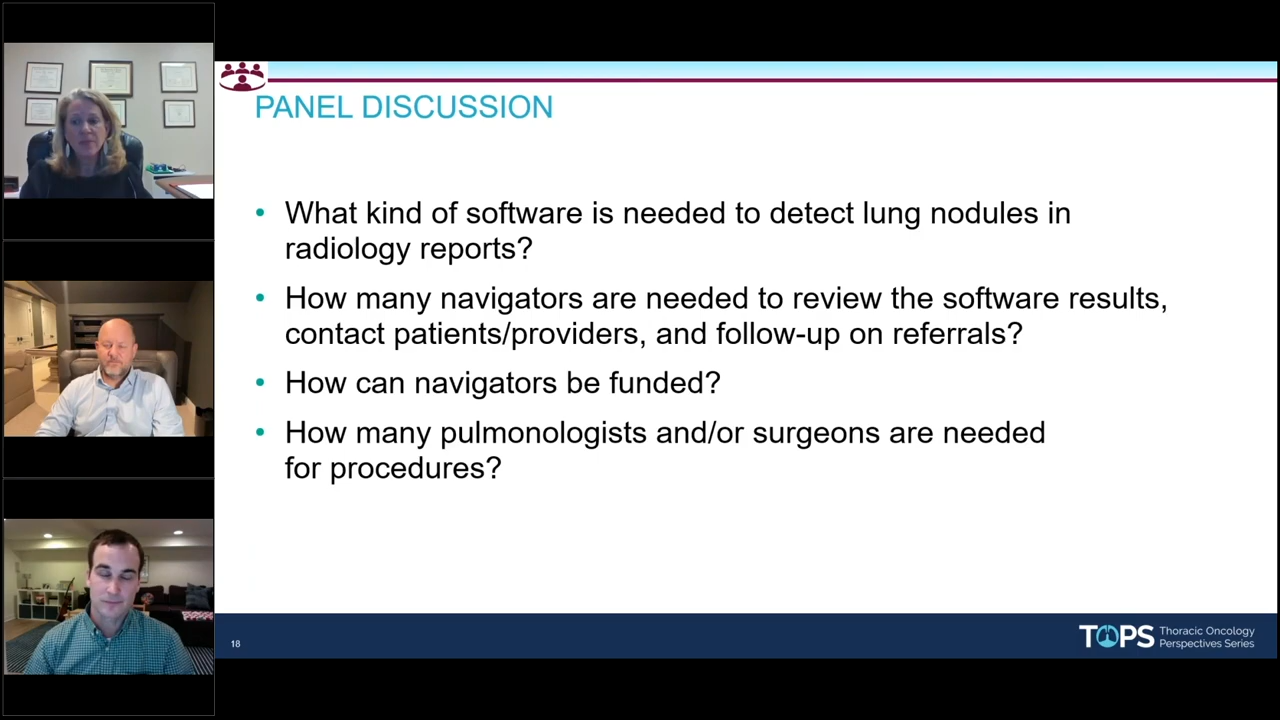 PANEL DISCUSSION
• What kind of software is needed to detect lung nodules in
radiology reports?
• How many navigators are needed to review the software results,
contact patients/providers, and follow-up on referrals?
• How can navigators be funded?
• How many pulmonologists and/or surgeons are needed
for procedures?
18
TOPS
Thoracic Oncology
Perspectives Series